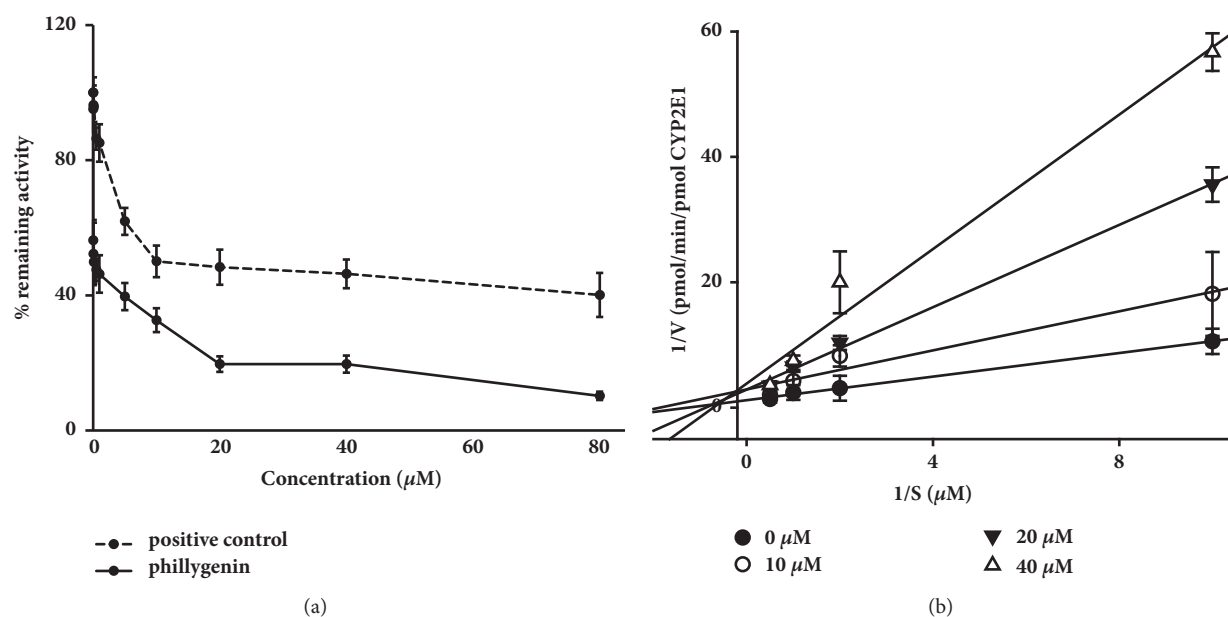 120
80
40
0
% remaining activity
0
20
40
60
80
Concentration (μM)
positive control
phillygenin
(a)
60
40
20
0
1/V (pmol/min/pmol CYP2E1
0
4
8
1/S (μM)
0 μM
10 μM
20 μM
40 μM
(b)